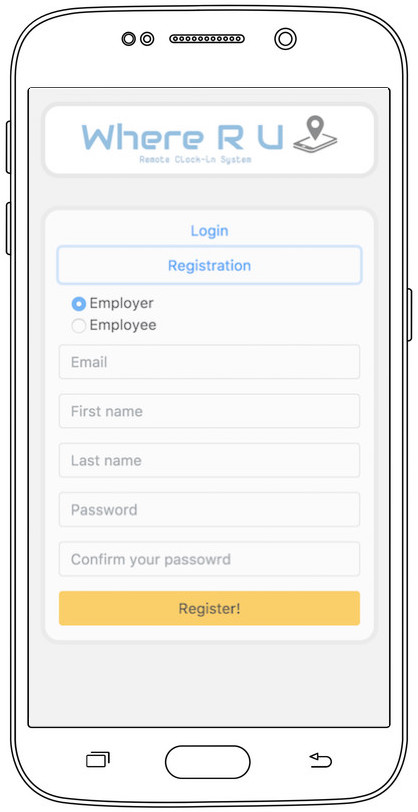 Where R U
Remote Clock-In System
Login
Registration
Employer
Employee
Email
First name
Last name
Password
Confirm your passowrd
Register!